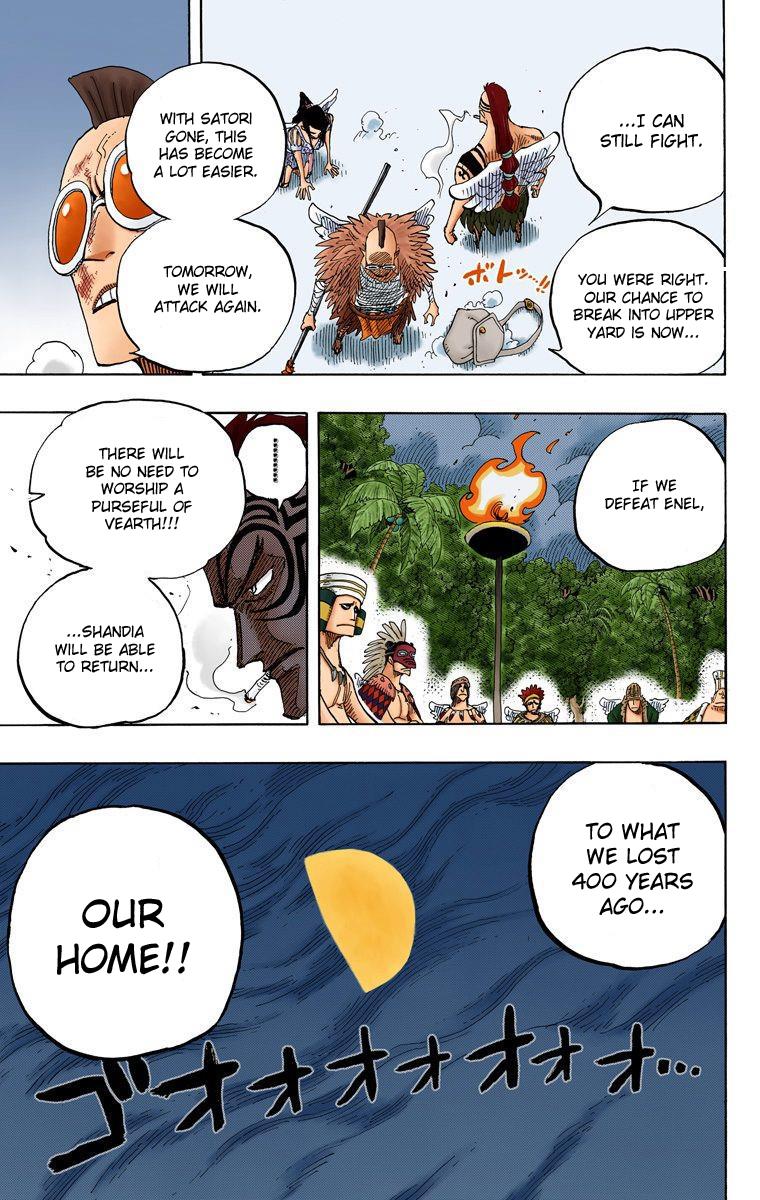 ...I CAN
STILL FIGHT.
YOU WERE RIGHT.
OUR CHANCE TO
BREAK INTO UPPER
YARD IS NOW...
ボトッ...!!
WITH SATORI
GONE, THIS
HAS BECOME
A LOT EASIER.
TOMORROW,
WE WILL
ATTACK AGAIN.
IF WE
DEFEAT ENEL,
.........
THERE WILL
BE NO NEED TO
WORSHIP A
PURSEFUL OF
VEARTH!!!
...SHANDIA
WILL BE ABLE
TO RETURN...
TO WHAT
WE LOST
400 YEARS
AGO...
OUR
HOME!!
ゴオオオオオオオ...